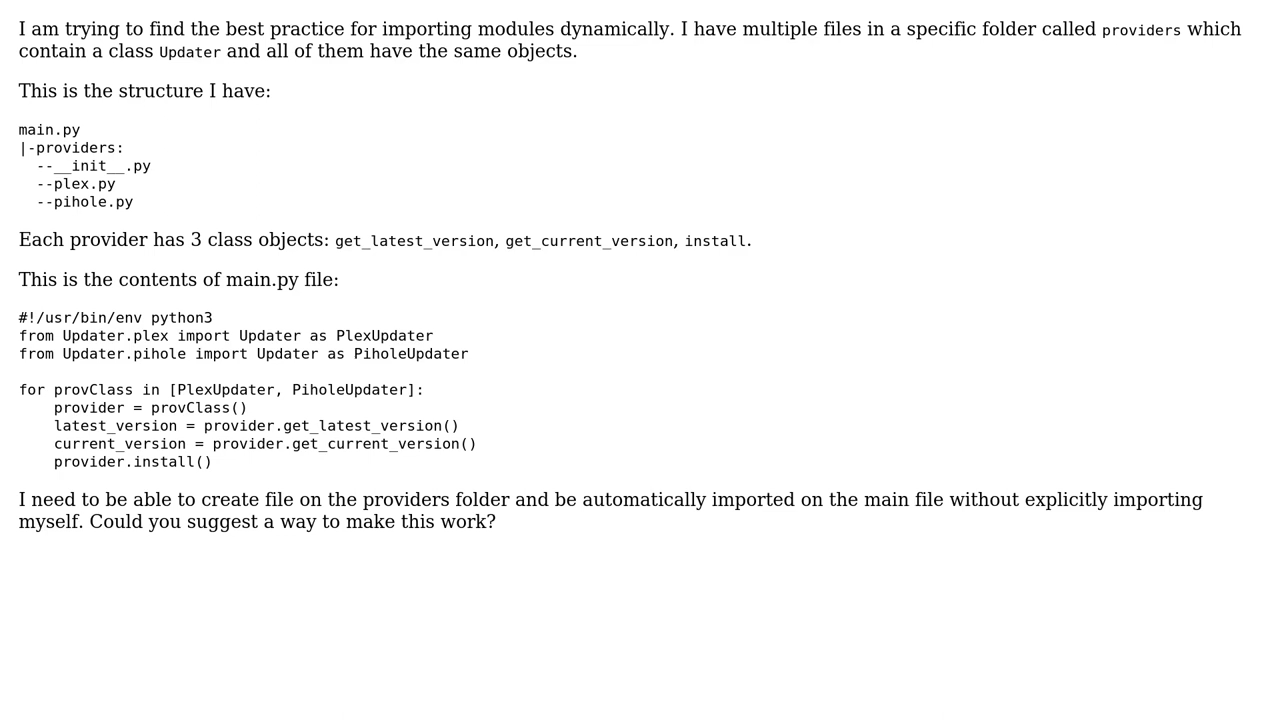 I am trying to find the best practice for importing modules dynamically. I have multiple files in a specific folder called providers which
contain a class Updater and all of them have the same objects.
This is the structure I have:
main.py
|-providers:
  --__init__.py
  --plex.py
  --pihole.py
Each provider has 3 class objects: get_latest_version, get_current_version, install.
This is the contents of main.py file:
#!/usr/bin/env python3
from Updater.plex import Updater as PlexUpdater
from Updater.pihole import Updater as PiholeUpdater
for provClass in [PlexUpdater, PiholeUpdater]:
    provider = provClass()
    latest_version = provider.get_latest_version()
    current_version = provider.get_current_version()
    provider.install()
I need to be able to create file on the providers folder and be automatically imported on the main file without explicitly importing
myself. Could you suggest a way to make this work?